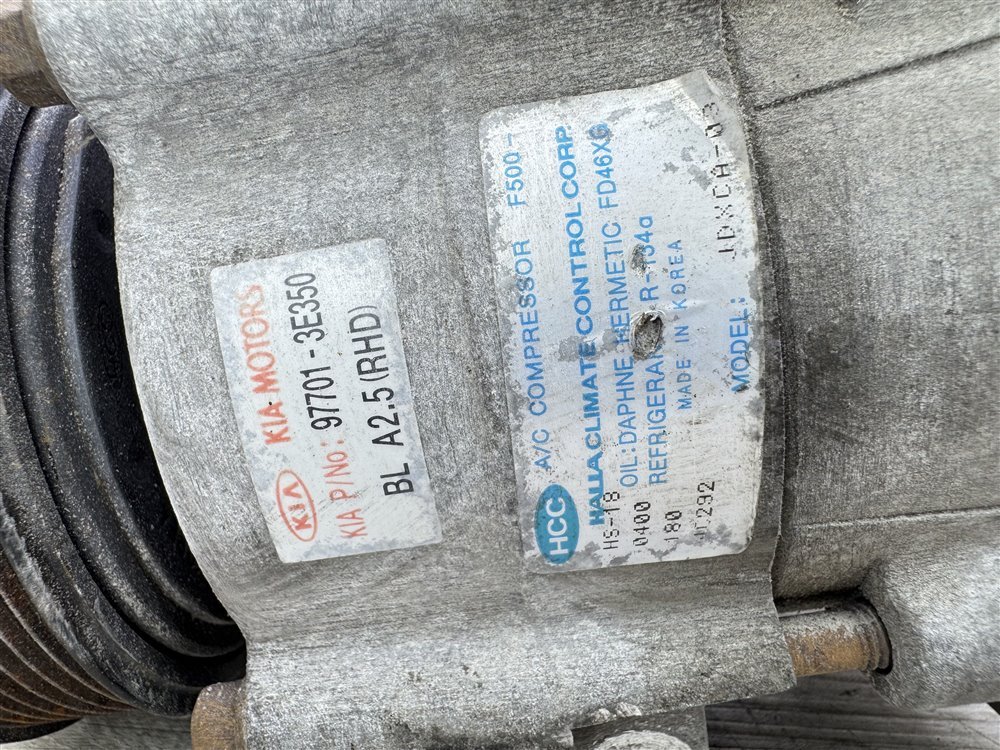 KIA KIA MOTORS
KIA P/No: 97701-3E350
BL A2.5(RHD)
HCC A/C COMPRESSOR F500-
HALLA CLIMATE CONTROL CORP.
HS-18 OIL:DAPHNE HERMETIC FD46XG
0400 REFRIGERANT R-134a
180 MADE IN KOREA
MODEL: